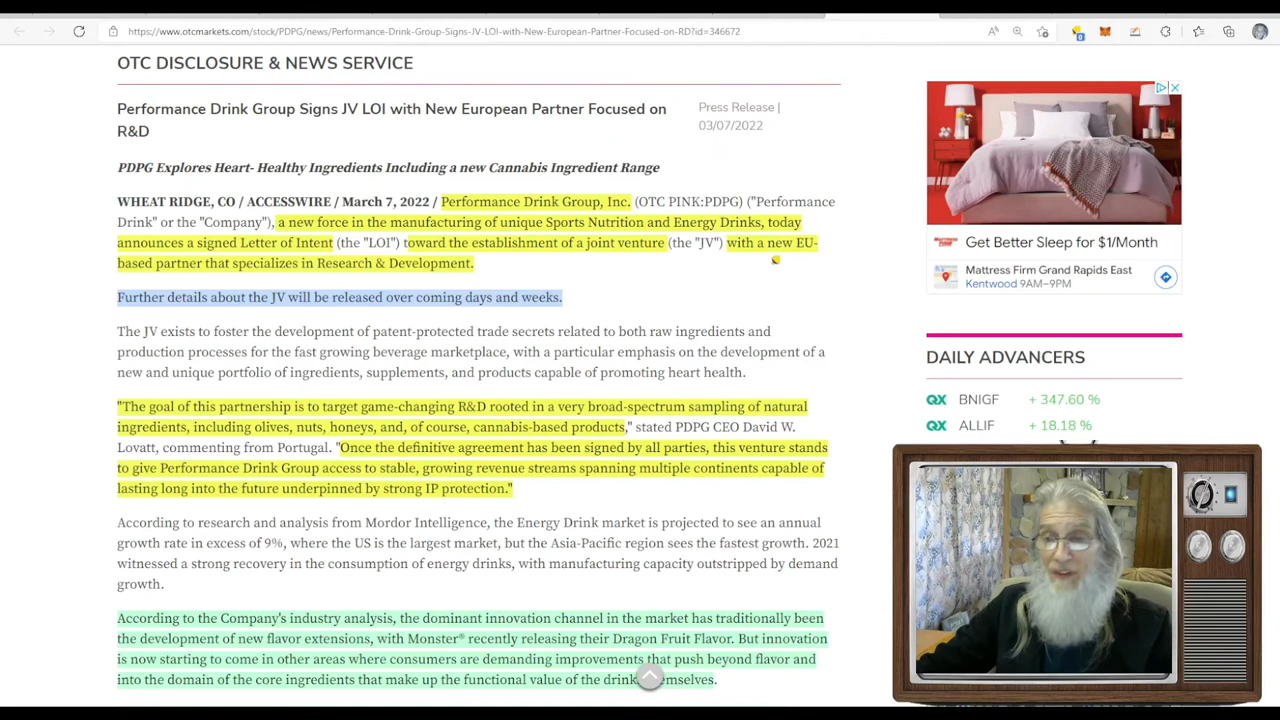 https://www.otcmarkets.com/stock/PDPG/news/Performance-Drink-Group-Signs-JV-LOI-with-New-European-Partner-Focused-on-RD?id=346672
OTC DISCLOSURE & NEWS SERVICE
Performance Drink Group Signs JV LOI with New European Partner Focused on
R&D
Press Release |
03/07/2022
PDPG Explores Heart- Healthy Ingredients Including a new Cannabis Ingredient Range
WHEAT RIDGE, CO / ACCESSWIRE / March 7, 2022 / Performance Drink Group, Inc. (OTC PINK:PDPG) ("Performance
Drink" or the "Company"), a new force in the manufacturing of unique Sports Nutrition and Energy Drinks, today
announces a signed Letter of Intent (the "LOI") toward the establishment of a joint venture (the "JV") with a new EU-
based partner that specializes in Research & Development.
Further details about the JV will be released over coming days and weeks.
The JV exists to foster the development of patent-protected trade secrets related to both raw ingredients and
production processes for the fast growing beverage marketplace, with a particular emphasis on the development of a
new and unique portfolio of ingredients, supplements, and products capable of promoting heart health.
"The goal of this partnership is to target game-changing R&D rooted in a very broad-spectrum sampling of natural
ingredients, including olives, nuts, honeys, and, of course, cannabis-based products," stated PDPG CEO David W.
Lovatt, commenting from Portugal. "Once the definitive agreement has been signed by all parties, this venture stands
to give Performance Drink Group access to stable, growing revenue streams spanning multiple continents capable of
lasting long into the future underpinned by strong IP protection."
According to research and analysis from Mordor Intelligence, the Energy Drink market is projected to see an annual
growth rate in excess of 9%, where the US is the largest market, but the Asia-Pacific region sees the fastest growth. 2021
witnessed a strong recovery in the consumption of energy drinks, with manufacturing capacity outstripped by demand
growth.
According to the Company's industry analysis, the dominant innovation channel in the market has traditionally been
the development of new flavor extensions, with Monster® recently releasing their Dragon Fruit Flavor. But innovation
is now starting to come in other areas where consumers are demanding improvements that push beyond flavor and
into the domain of the core ingredients that make up the functional value of the drink themselves.
Get Better Sleep for $1/Month
Mattress Firm Grand Rapids East
Kentwood 9AM–9PM
DAILY ADVANCERS
QX BNIGF + 347.60 %
QX ALLIF + 18.18 %